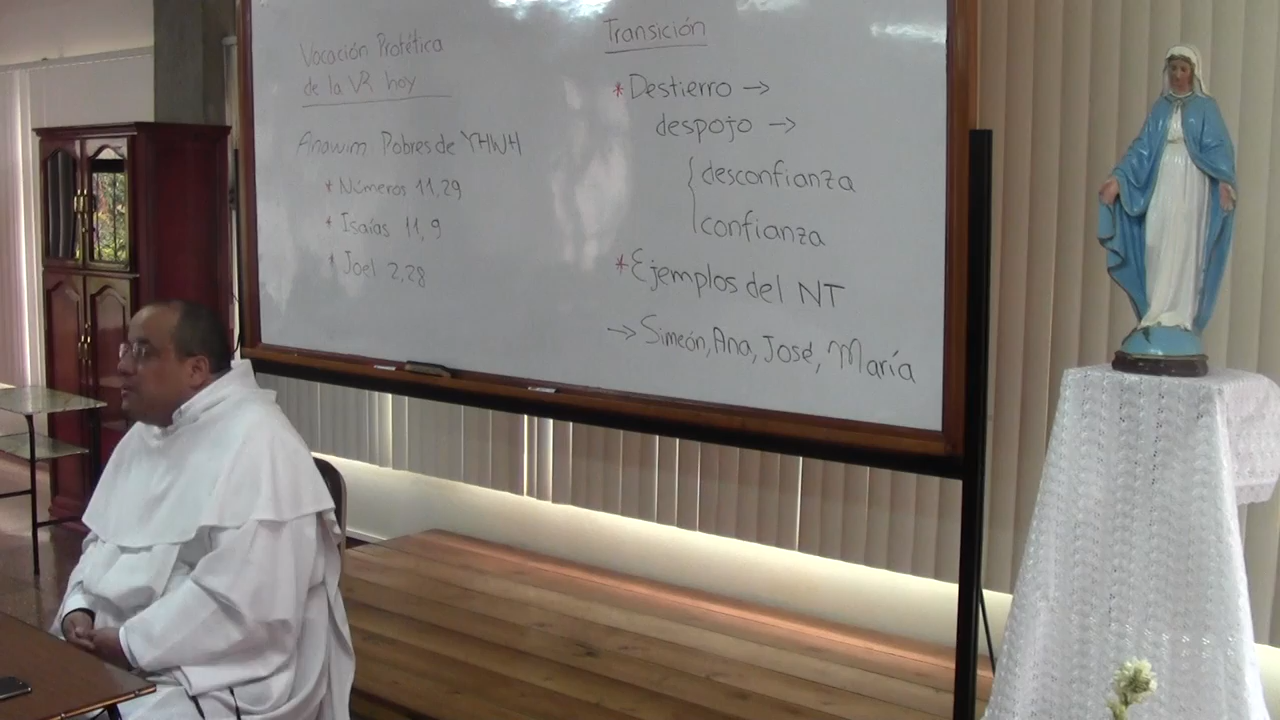 Vocación Profética
de la VR hoy
Anawim Pobres de YHWH
* Números 11,29
* Isaías 11,9
* Joel 2,28
Transición
* Destierro →
despojo →
{ desconfianza
confianza
* Ejemplos del NT
→ Simeón, Ana, José, María